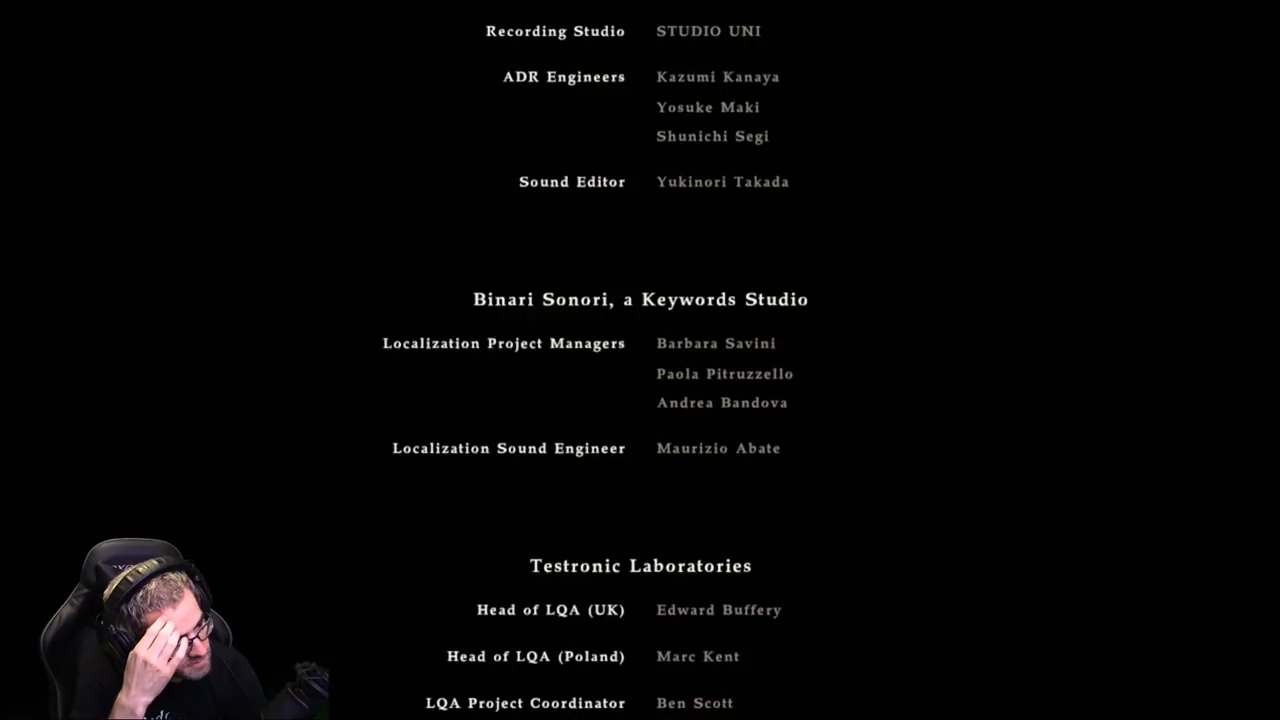 Recording Studio STUDIO UNI
ADR Engineers Kazumi Kanaya
Yosuke Maki
Shunichi Segi
Sound Editor Yukinori Takada
Binari Sonori, a Keywords Studio
Localization Project Managers Barbara Savini
Paola Pitruzzello
Andrea Bandova
Localization Sound Engineer Maurizio Abate
Testronic Laboratories
Head of LQA (UK) Edward Buffery
Head of LQA (Poland) Marc Kent
LQA Project Coordinator Ben Scott